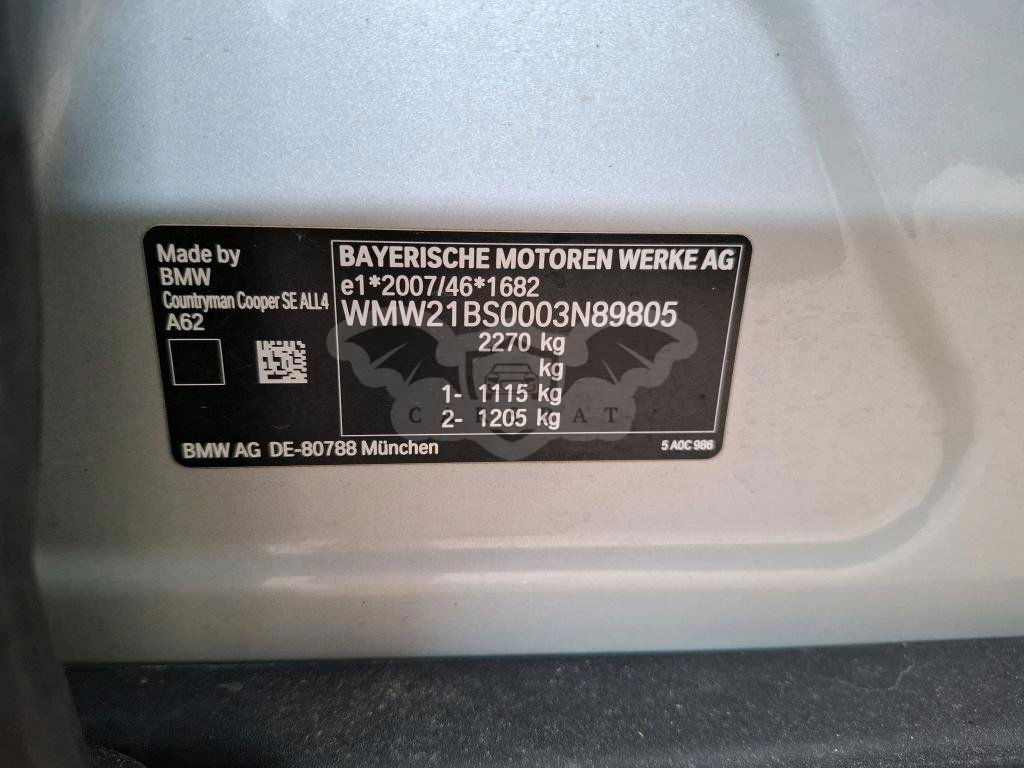 Made by
BMW
Countryman Cooper SE ALL4
A62
BAYERISCHE MOTOREN WERKE AG
e1*2007/46*1682
WMW21BS0003N89805
2270 kg
kg
1- 1115 kg
2- 1205 kg
BMW AG DE-80788 München
5 A0C 986